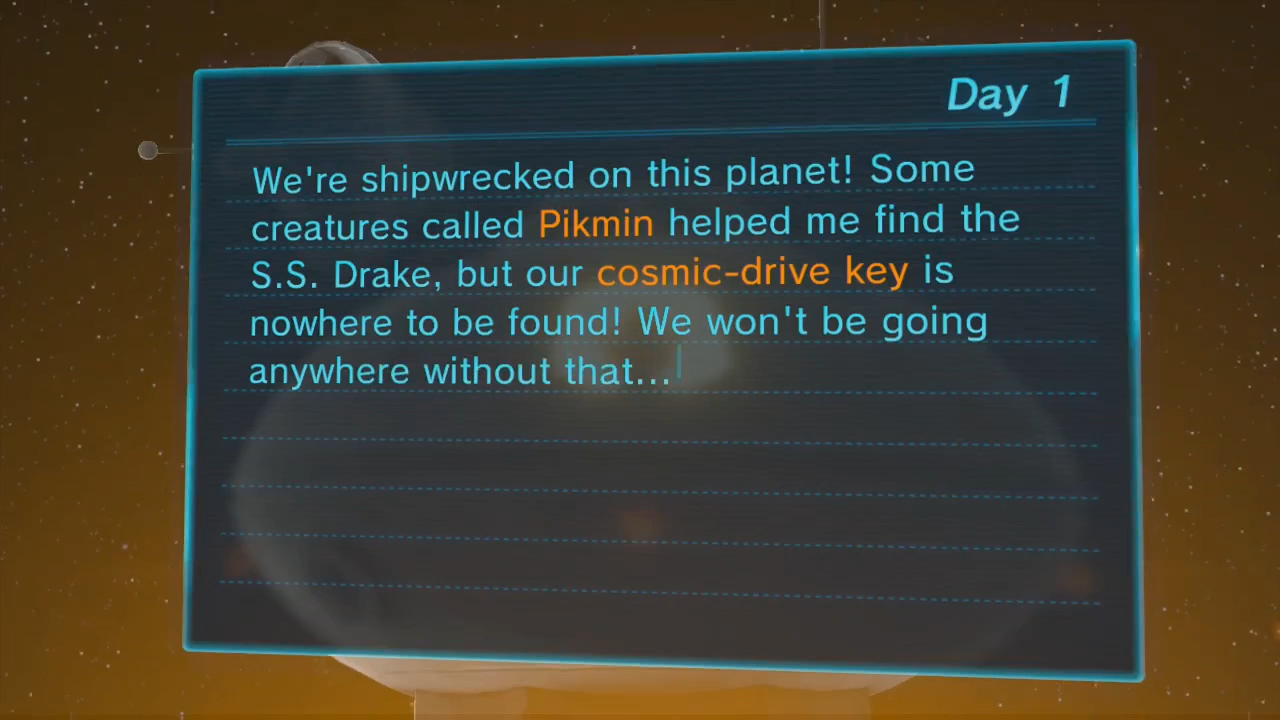 Day 1
We're shipwrecked on this planet! Some
creatures called Pikmin helped me find the
S.S. Drake, but our cosmic-drive key is
nowhere to be found! We won't be going
anywhere without that...